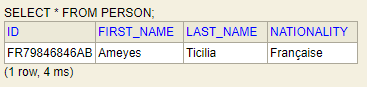 SELECT * FROM PERSON;
ID FIRST_NAME LAST_NAME NATIONALITY
FR79846846AB Ameyes Ticilia Française
(1 row, 4 ms)